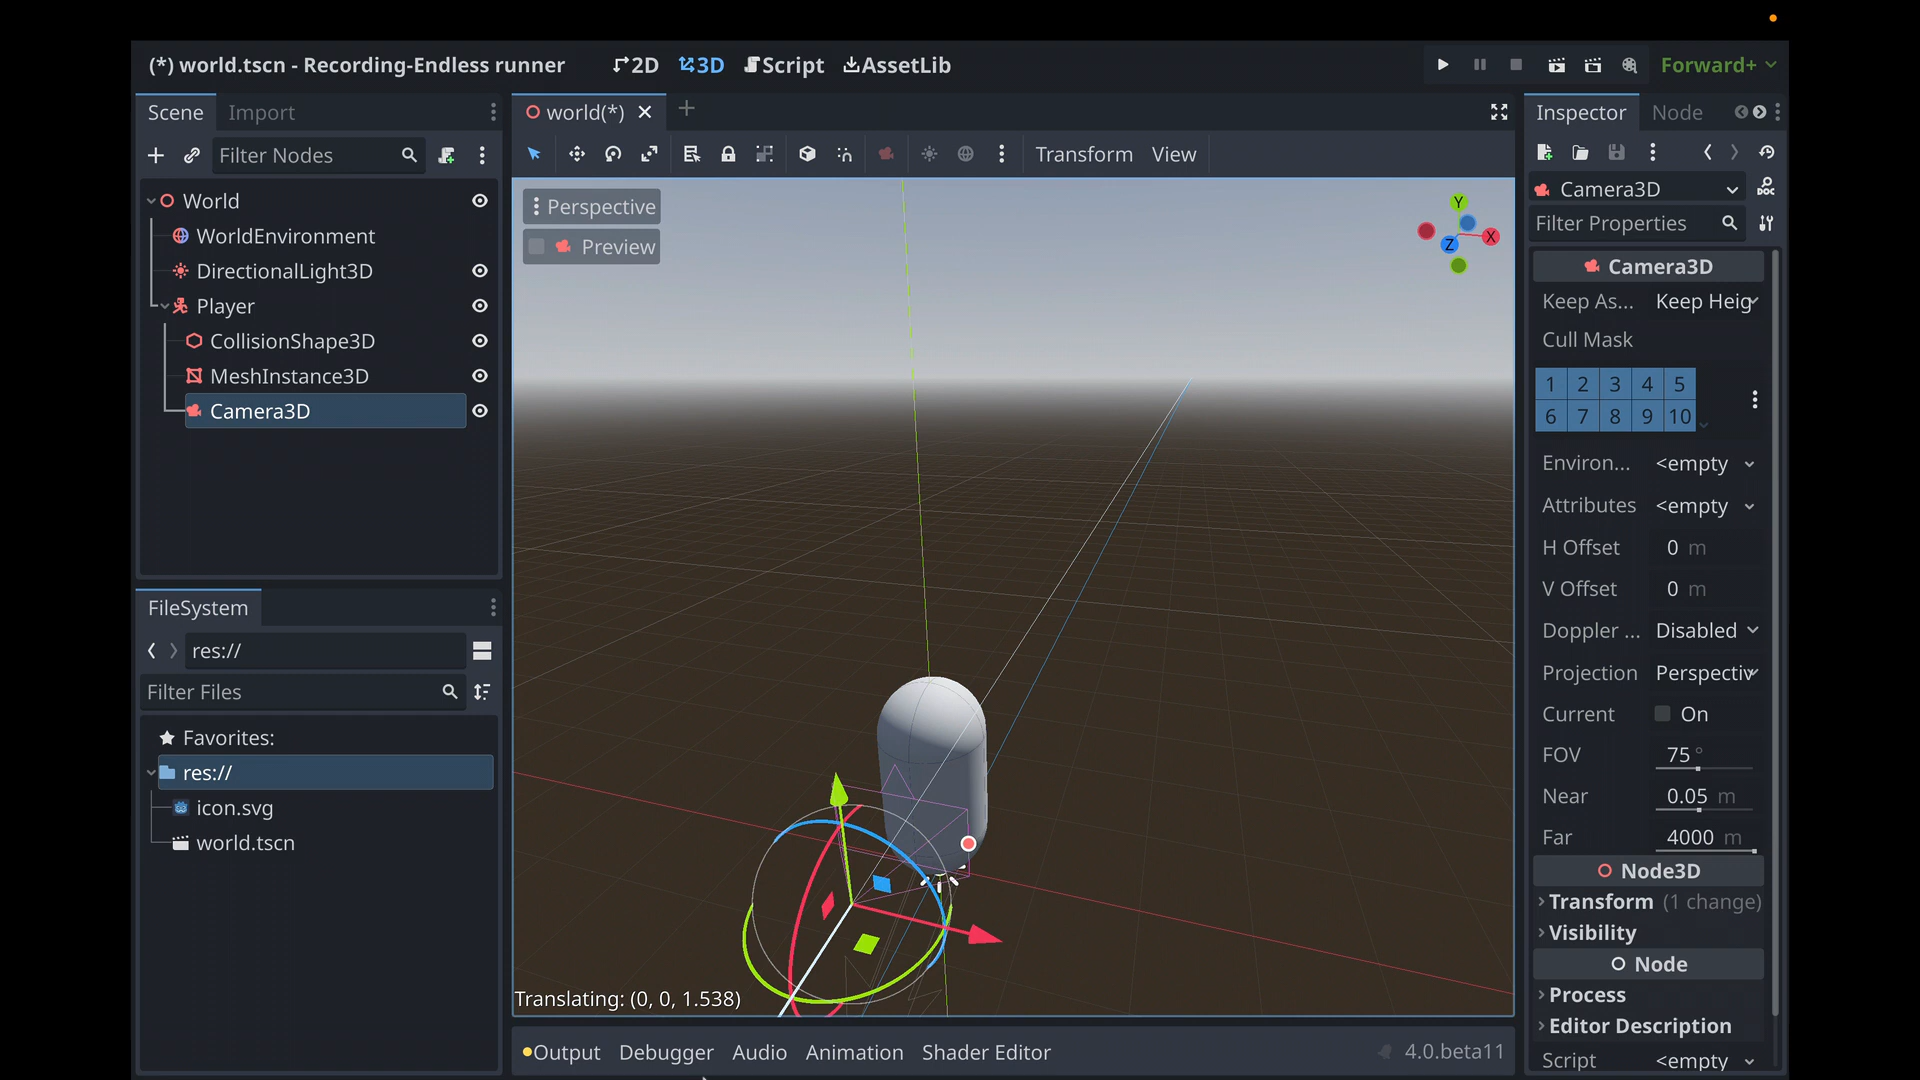 (*) world.tscn - Recording-Endless runner
2D
3D
Script
AssetLib
Forward+
Scene
Import
Filter Nodes
World
WorldEnvironment
DirectionalLight3D
Player
CollisionShape3D
MeshInstance3D
Camera3D
FileSystem
res://
Filter Files
Favorites:
res://
icon.svg
world.tscn
world(*)
Transform
View
Perspective
Preview
Y
X
Z
Translating: (0, 0, 1.538)
Output
Debugger
Audio
Animation
Shader Editor
4.0.beta11
Inspector
Node
Camera3D
Filter Properties
Camera3D
Keep As... Keep Heig
Cull Mask
1 2 3 4 5
6 7 8 9 10
Environ... <empty
Attributes <empty
H Offset 0 m
V Offset 0 m
Doppler ... Disabled
Projection Perspectiv
Current On
FOV 75 °
Near 0.05 m
Far 4000 m
Node3D
Transform (1 change)
Visibility
Node
Process
Editor Description
Script <empty